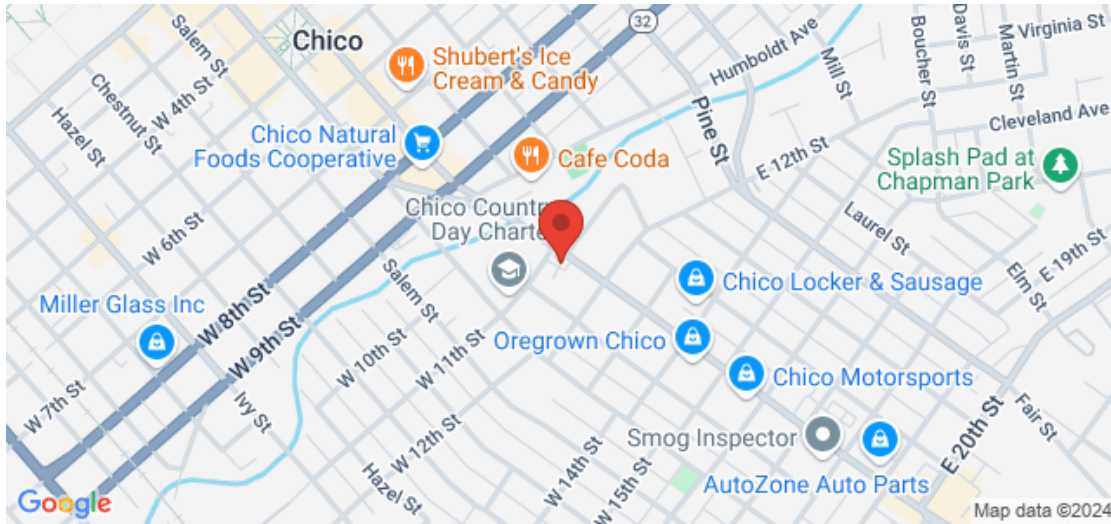 Chico
32
Salem St
Chestnut St
W 4th St
Hazel St
Shubert's Ice
Cream & Candy
Humboldt Ave
Mill St
Boucher St
Davis St
Martin St
Virginia St
Cleveland Ave
Pine St
E 12th St
Chico Natural
Foods Cooperative
Cafe Coda
Splash Pad at
Chapman Park
Chico Country
Day Charte
Laurel St
Elm St
E 19th St
W 6th St
Miller Glass Inc
W 8th St
W 9th St
Salem St
W 10th St
W 11th St
Chico Locker & Sausage
Oregrown Chico
Chico Motorsports
W 7th St
Ivy St
W 12th St
Hazel St
W 14th St
W 15th St
Smog Inspector
AutoZone Auto Parts
E 20th St
Fair St
Google
Map data ©2024